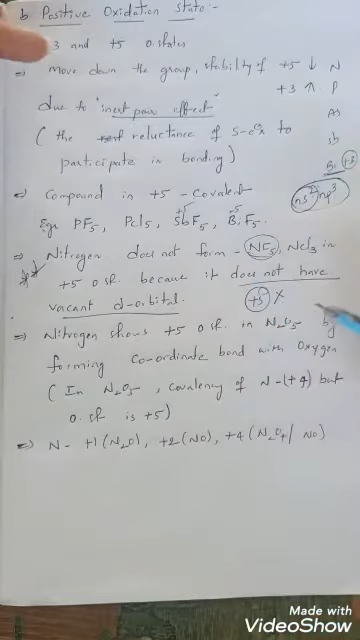 b Positive Oxidation state :-
3 and +5 o.states
⇒ Move down the group, stability of +5 ↓ N
+3 ↑ P
due to "inert pair effect" As
(the reluctance of s-e⁻s to Sb
participate in bonding) Bi +3
ns² np³
⇒ Compound in +5 - Covalent
+5 +5
Eg: PF5, PCl5, SbF5, BiF5.
⇒ Nitrogen does not form - NF5, NCl5 in
+5 o.st because it does not have
vacant d-orbital. +5 X
⇒ Nitrogen shows +5 o.st in N2O5 by
forming Co-ordinate bond with Oxygen
(In N2O5, covalency of N - (+4) but
o.st is +5)
⇒ N - +1 (N2O), +2 (NO), +4 (N2O4 / NO)
Made with
VideoShow